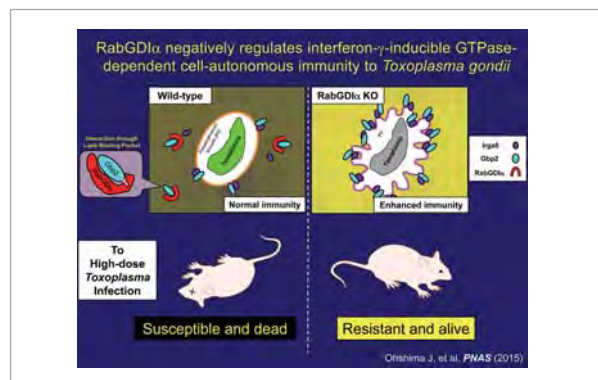 RabGDIα negatively regulates interferon-γ-inducible GTPase-
dependent cell-autonomous immunity to Toxoplasma gondii
Wild-type
RabGDIα KO
Interaction through
Lipid-Binding Pocket
Gbp2
Irga6
Gbp2
RabGDIα
Normal immunity
Enhanced immunity
To
High-dose
Toxoplasma
Infection
Susceptible and dead
Resistant and alive
Ohshima J, et al, PNAS (2015)